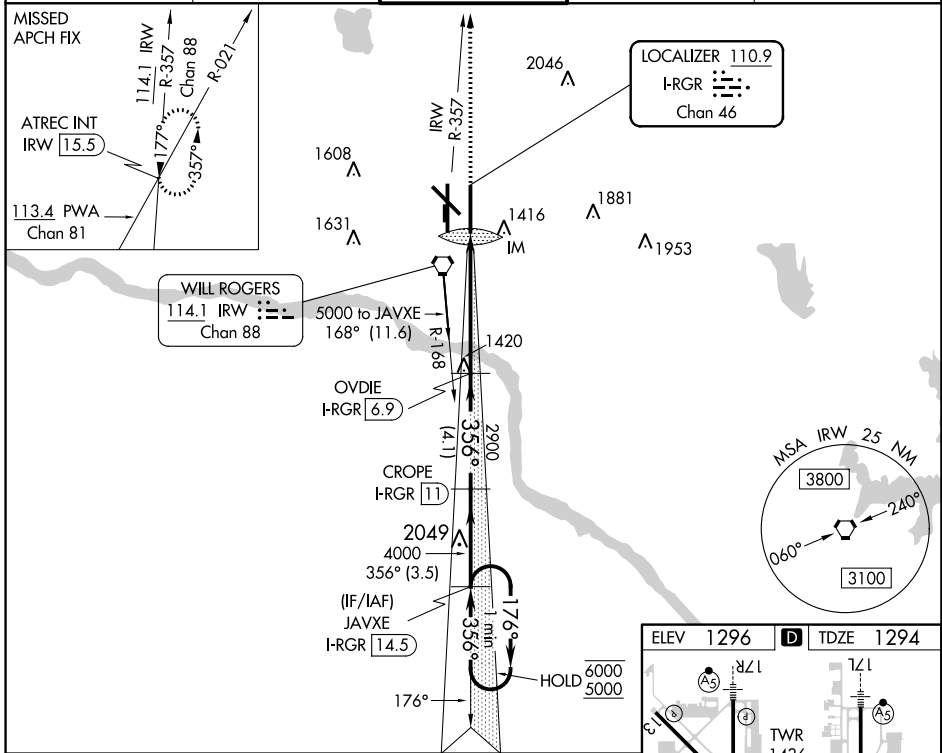 MISSED
APCH FIX
114.1 IRW
R-357
Chan 88
R-021
ATREC INT
IRW 15.5
177°
357°
113.4 PWA
Chan 81
IRW
R-357
2046
LOCALIZER 110.9
I-RGR
Chan 46
1608
1631
1416
IM
1881
1953
WILL ROGERS
114.1 IRW
Chan 88
5000 to JAVXE
168° (11.6)
R-168
1420
OVDIE
I-RGR 6.9
356°
(4.1)
2900
CROPE
I-RGR 11
2049
4000
356° (3.5)
(IF/IAF)
JAVXE
I-RGR 14.5
356°
1 min
176°
HOLD 6000
5000
176°
MSA IRW 25 NM
3800
240°
060°
3100
ELEV 1296 D TDZE 1294
17R
17L
A5
A5
P
P
13
TWR